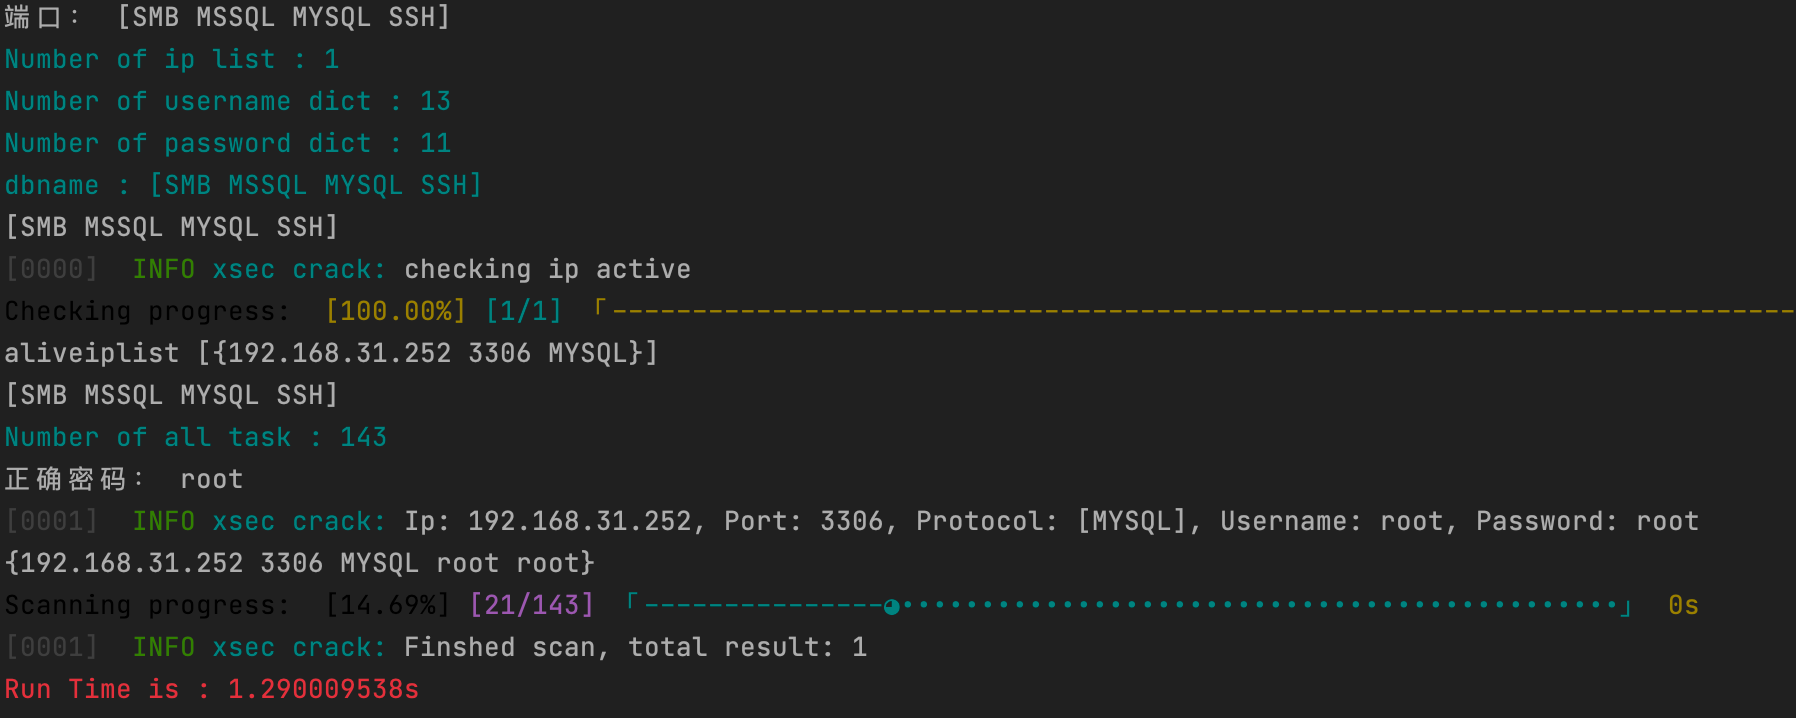 端口： [SMB MSSQL MYSQL SSH]
Number of ip list : 1
Number of username dict : 13
Number of password dict : 11
dbname : [SMB MSSQL MYSQL SSH]
[SMB MSSQL MYSQL SSH]
[0000]  INFO xsec crack: checking ip active
Checking progress:  [100.00%] [1/1] 「--------------------------------------------------------------------------
aliveiplist [{192.168.31.252 3306 MYSQL}]
[SMB MSSQL MYSQL SSH]
Number of all task : 143
正确密码： root
[0001]  INFO xsec crack: Ip: 192.168.31.252, Port: 3306, Protocol: [MYSQL], Username: root, Password: root
{192.168.31.252 3306 MYSQL root root}
Scanning progress:  [14.69%] [21/143] 「---------------◕•••••••••••••••••••••••••••••••••••••••••••••」 0s
[0001]  INFO xsec crack: Finshed scan, total result: 1
Run Time is : 1.290009538s